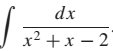 ∫ dx / (x² + x − 2)'